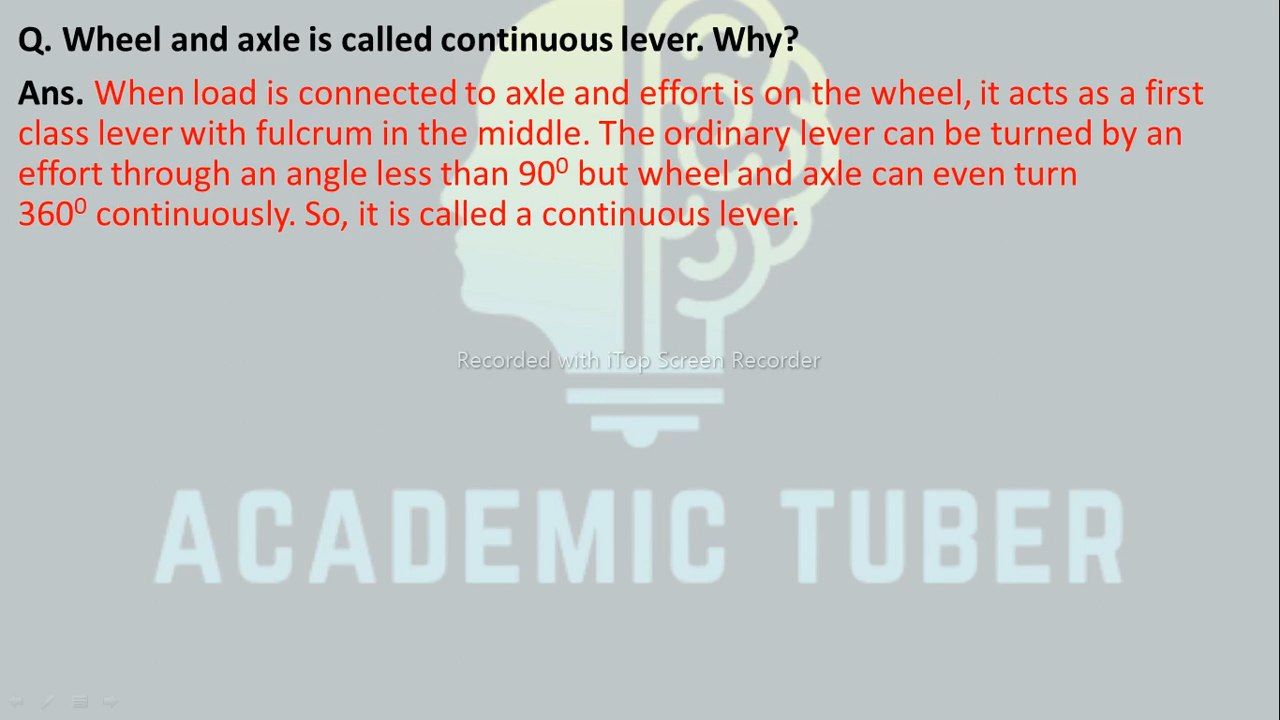 Q. Wheel and axle is called continuous lever. Why?
Ans. When load is connected to axle and effort is on the wheel, it acts as a first
class lever with fulcrum in the middle. The ordinary lever can be turned by an
effort through an angle less than 90⁰ but wheel and axle can even turn
360⁰ continuously. So, it is called a continuous lever.
Recorded with iTop Screen Recorder
ACADEMIC TUBER